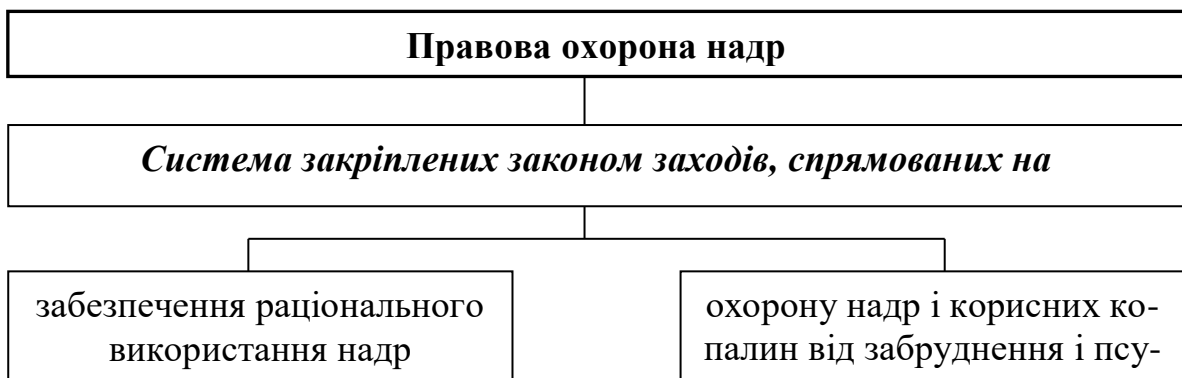 Правова охорона надр
Система закріплених законом заходів, спрямованих на
забезпечення раціонального
використання надр
охорону надр і корисних ко-
палин від забруднення і псу-